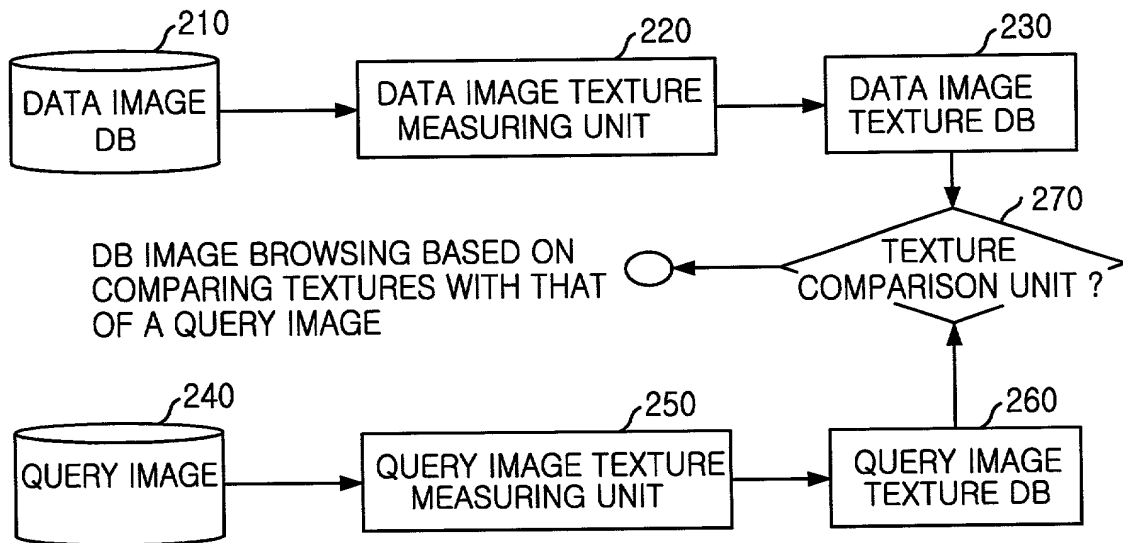 210
220
230
DATA IMAGE
DB
DATA IMAGE TEXTURE
MEASURING UNIT
DATA IMAGE
TEXTURE DB
270
TEXTURE
COMPARISON UNIT ?
DB IMAGE BROWSING BASED ON
COMPARING TEXTURES WITH THAT
OF A QUERY IMAGE
240
250
260
QUERY IMAGE
QUERY IMAGE TEXTURE
MEASURING UNIT
QUERY IMAGE
TEXTURE DB